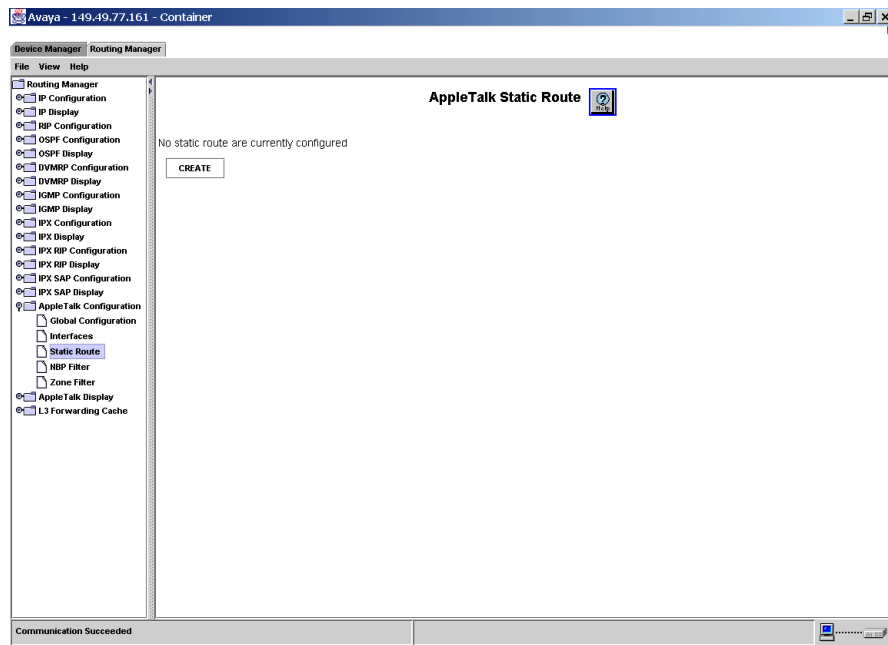 Avaya - 149.49.77.161 - Container
Device Manager Routing Manager
File View Help
Routing Manager
IP Configuration
IP Display
RIP Configuration
OSPF Configuration
OSPF Display
DVMRP Configuration
DVMRP Display
IGMP Configuration
IGMP Display
IPX Configuration
IPX Display
IPX RIP Configuration
IPX RIP Display
IPX SAP Configuration
IPX SAP Display
AppleTalk Configuration
Global Configuration
Interfaces
Static Route
NBP Filter
Zone Filter
AppleTalk Display
L3 Forwarding Cache
AppleTalk Static Route
Help
No static route are currently configured
CREATE
Communication Succeeded